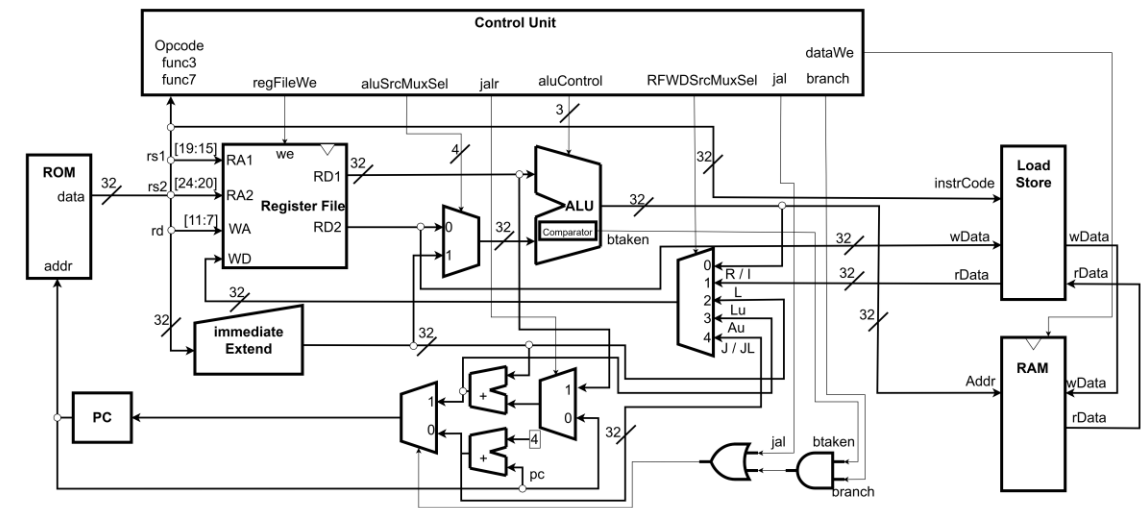 Control Unit
Opcode
func3
func7
regFileWe
aluSrcMuxSel
jalr
aluControl
RFWDSrcMuxSel
jal
branch
dataWe
3
4
32
ROM
data
addr
32
rs1
[19:15]
rs2
[24:20]
rd
[11:7]
we
RA1
RA2
WA
WD
Register File
RD1
RD2
32
0
1
32
ALU
Comparator
btaken
32
0
1
2
3
4
R / I
L
Lu
Au
J / JL
32
32
32
instrCode
Load
Store
wData
rData
wData
rData
RAM
Addr
wData
rData
32
32
immediate
Extend
32
PC
1
0
+
+
4
pc
1
0
32
jal
btaken
branch